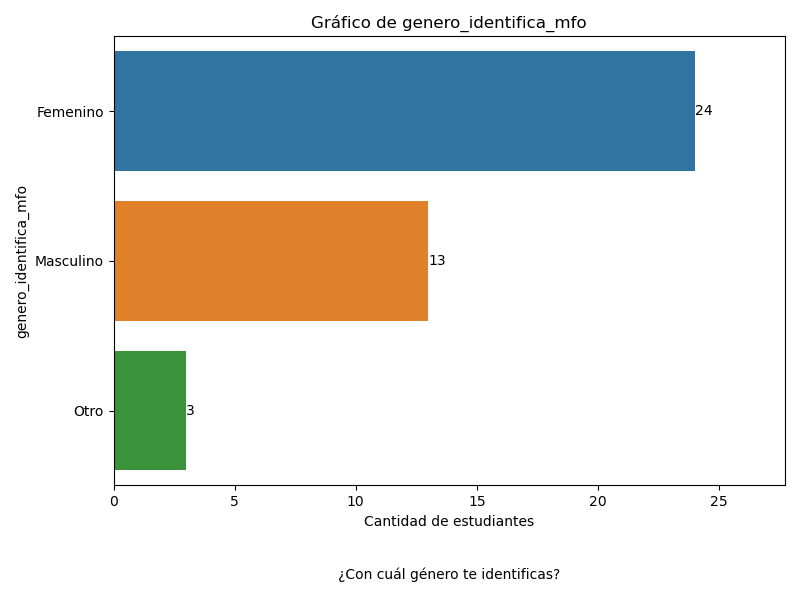 Gráfico de genero_identifica_mfo
genero_identifica_mfo
Femenino
24
Masculino
13
Otro
3
0 5 10 15 20 25
Cantidad de estudiantes
¿Con cuál género te identificas?